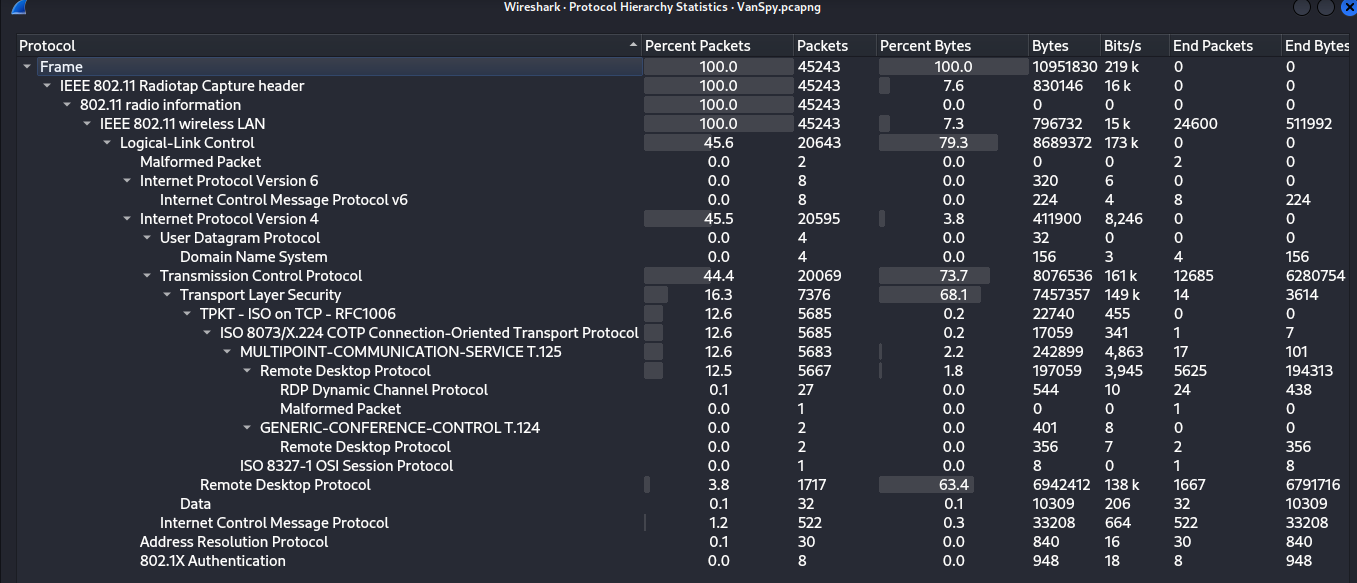 Wireshark · Protocol Hierarchy Statistics · VanSpy.pcapng
Protocol Percent Packets Packets Percent Bytes Bytes Bits/s End Packets End Bytes
Frame 100.0 45243 100.0 10951830 219 k 0 0
IEEE 802.11 Radiotap Capture header 100.0 45243 7.6 830146 16 k 0 0
802.11 radio information 100.0 45243 0.0 0 0 0 0
IEEE 802.11 wireless LAN 100.0 45243 7.3 796732 15 k 24600 511992
Logical-Link Control 45.6 20643 79.3 8689372 173 k 0 0
Malformed Packet 0.0 2 0.0 0 0 2 0
Internet Protocol Version 6 0.0 8 0.0 320 6 0 0
Internet Control Message Protocol v6 0.0 8 0.0 224 4 8 224
Internet Protocol Version 4 45.5 20595 3.8 411900 8,246 0 0
User Datagram Protocol 0.0 4 0.0 32 0 0 0
Domain Name System 0.0 4 0.0 156 3 4 156
Transmission Control Protocol 44.4 20069 73.7 8076536 161 k 12685 6280754
Transport Layer Security 16.3 7376 68.1 7457357 149 k 14 3614
TPKT - ISO on TCP - RFC1006 12.6 5685 0.2 22740 455 0 0
ISO 8073/X.224 COTP Connection-Oriented Transport Protocol 12.6 5685 0.2 17059 341 1 7
MULTIPOINT-COMMUNICATION-SERVICE T.125 12.6 5683 2.2 242899 4,863 17 101
Remote Desktop Protocol 12.5 5667 1.8 197059 3,945 5625 194313
RDP Dynamic Channel Protocol 0.1 27 0.0 544 10 24 438
Malformed Packet 0.0 1 0.0 0 0 1 0
GENERIC-CONFERENCE-CONTROL T.124 0.0 2 0.0 401 8 0 0
Remote Desktop Protocol 0.0 2 0.0 356 7 2 356
ISO 8327-1 OSI Session Protocol 0.0 1 0.0 8 0 1 8
Remote Desktop Protocol 3.8 1717 63.4 6942412 138 k 1667 6791716
Data 0.1 32 0.1 10309 206 32 10309
Internet Control Message Protocol 1.2 522 0.3 33208 664 522 33208
Address Resolution Protocol 0.1 30 0.0 840 16 30 840
802.1X Authentication 0.0 8 0.0 948 18 8 948